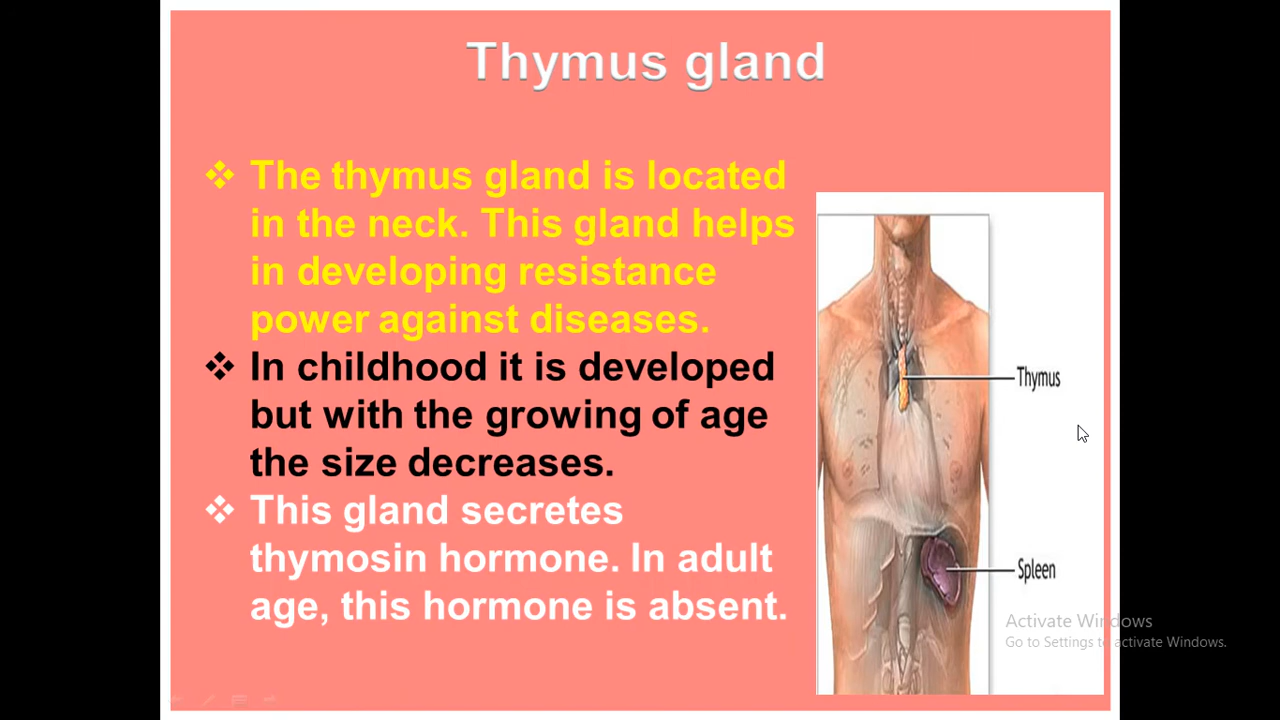 Thymus gland
❖ The thymus gland is located
in the neck. This gland helps
in developing resistance
power against diseases.
❖ In childhood it is developed
but with the growing of age
the size decreases.
❖ This gland secretes
thymosin hormone. In adult
age, this hormone is absent.
Thymus
Spleen
Activate Windows
Go to Settings to activate Windows.